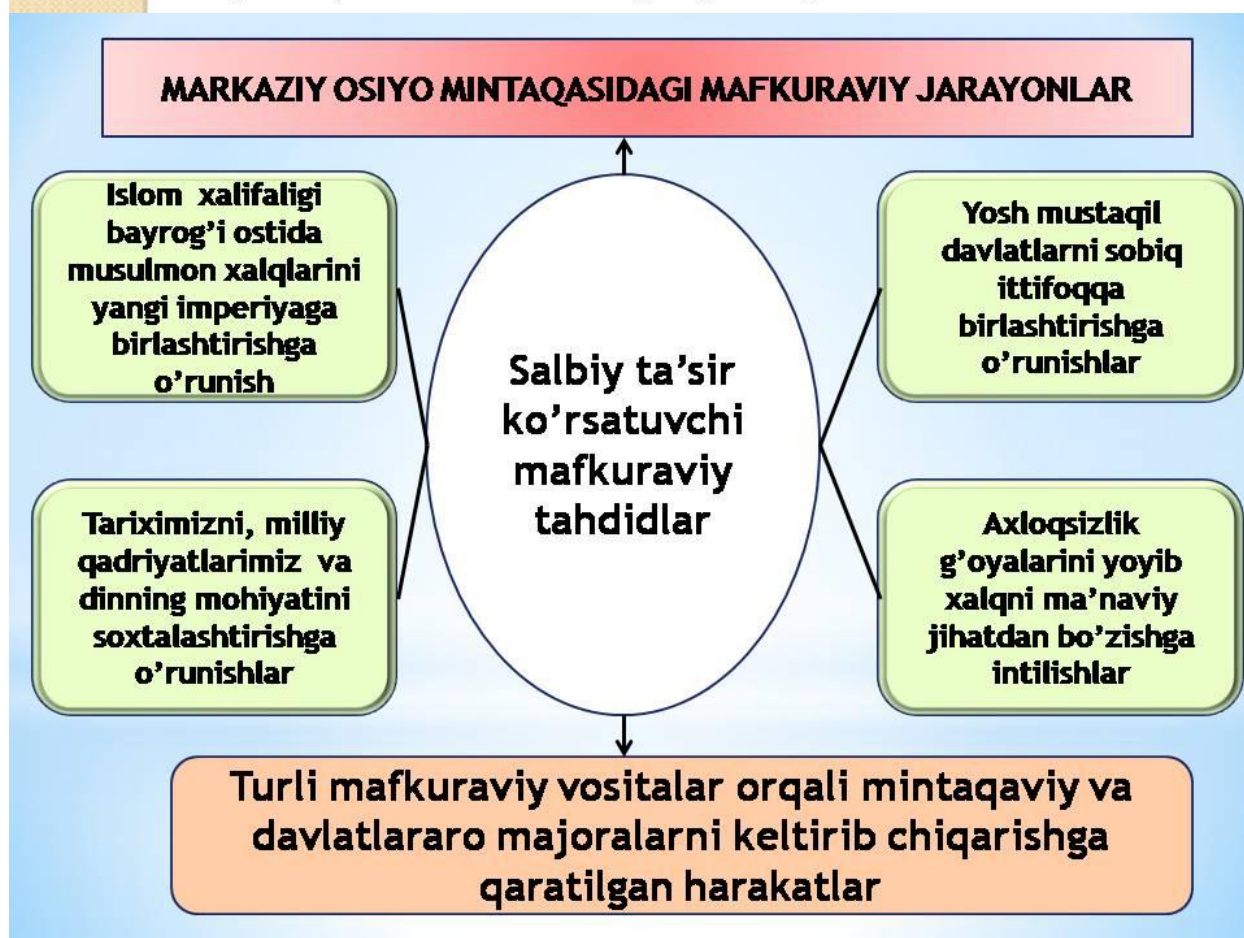 MARKAZIY OSIYO MINTAQASIDAGI MAFKURAVIY JARAYONLAR
Islom xalifaligi
bayrog'i ostida
musulmon xalqlarini
yangi imperiyaga
birlashtirishga
o'runish
Yosh mustaqil
davlatlarni sobiq
ittifoqqa
birlashtirishga
o'runishlar
Salbiy ta'sir
ko'rsatuvchi
mafkuraviy
tahdidlar
Tariximizni, milliy
qadriyatlarimiz va
dinning mohiyatini
soxtalashtirishga
o'runishlar
Axloqsizlik
g'oyalarini yoyib
xalqni ma'naviy
jihatdan bo'zishga
intilishlar
Turli mafkuraviy vositalar orqali mintaqaviy va
davlatlararo majoralarni keltirib chiqarishga
qaratilgan harakatlar